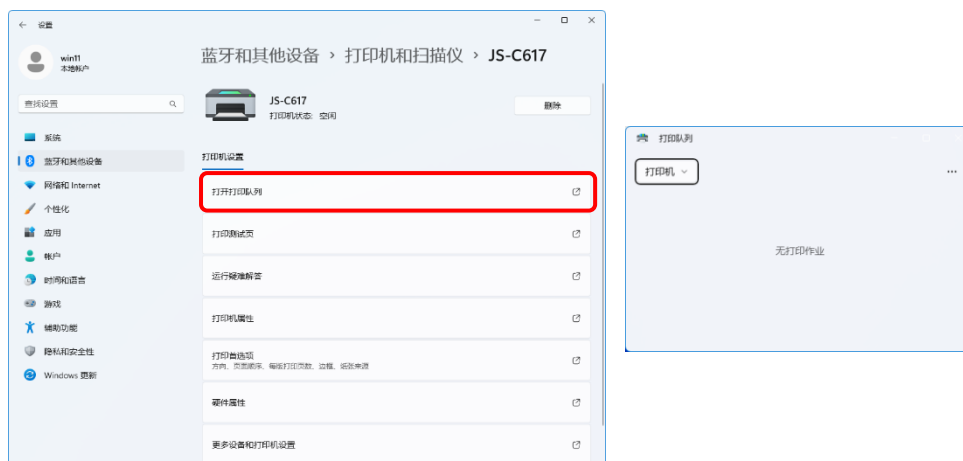 设置
win11
本地帐户
查找设置
系统
蓝牙和其他设备
网络和 Internet
个性化
应用
帐户
时间和语言
游戏
辅助功能
隐私和安全性
Windows 更新
蓝牙和其他设备 › 打印机和扫描仪 › JS-C617
JS-C617
打印机状态: 空闲
删除
打印机设置
打开打印队列
打印测试页
运行疑难解答
打印机属性
打印首选项
方向、页面顺序、每版打印页数、边框、纸张来源
硬件属性
更多设备和打印机设置
打印队列
打印机
无打印作业